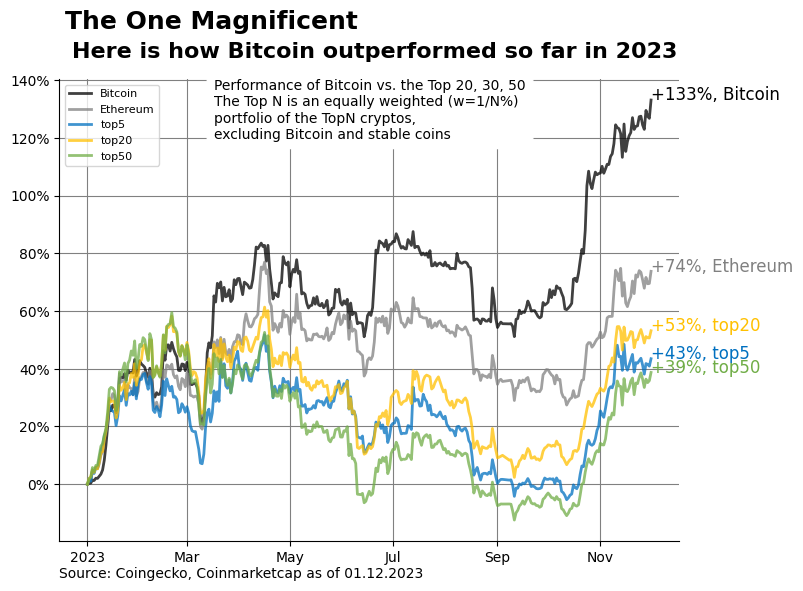 The One Magnificent
Here is how Bitcoin outperformed so far in 2023
140%
120%
100%
80%
60%
40%
20%
0%
Bitcoin
Ethereum
top5
top20
top50
Performance of Bitcoin vs. the Top 20, 30, 50
The Top N is an equally weighted (w=1/N%)
portfolio of the TopN cryptos,
excluding Bitcoin and stable coins
+133%, Bitcoin
+74%, Ethereum
+53%, top20
+43%, top5
+39%, top50
2023 Mar May Jul Sep Nov
Source: Coingecko, Coinmarketcap as of 01.12.2023